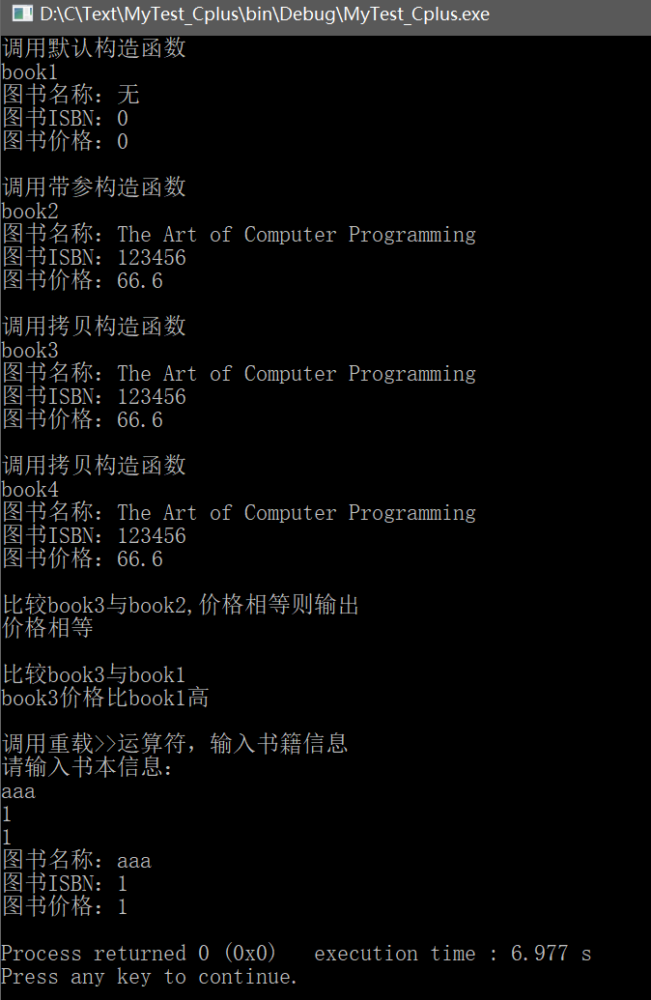 D:\C\Text\MyTest_Cplus\bin\Debug\MyTest_Cplus.exe
调用默认构造函数
book1
图书名称：无
图书ISBN：0
图书价格：0
调用带参构造函数
book2
图书名称：The Art of Computer Programming
图书ISBN：123456
图书价格：66.6
调用拷贝构造函数
book3
图书名称：The Art of Computer Programming
图书ISBN：123456
图书价格：66.6
调用拷贝构造函数
book4
图书名称：The Art of Computer Programming
图书ISBN：123456
图书价格：66.6
比较book3与book2,价格相等则输出
价格相等
比较book3与book1
book3价格比book1高
调用重载>>运算符，输入书籍信息
请输入书本信息：
aaa
1
1
图书名称：aaa
图书ISBN：1
图书价格：1
Process returned 0 (0x0)   execution time : 6.977 s
Press any key to continue.